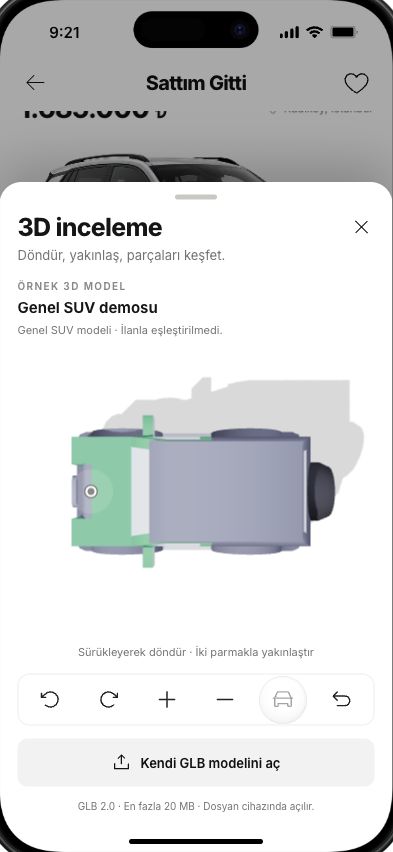 9:21
Sattım Gitti
3D inceleme
Döndür, yakınlaş, parçaları keşfet.
ÖRNEK 3D MODEL
Genel SUV demosu
Genel SUV modeli · İlanla eşleştirilmedi.
Sürükleyerek döndür · İki parmakla yakınlaştır
Kendi GLB modelini aç
GLB 2.0 · En fazla 20 MB · Dosyan cihazında açılır.